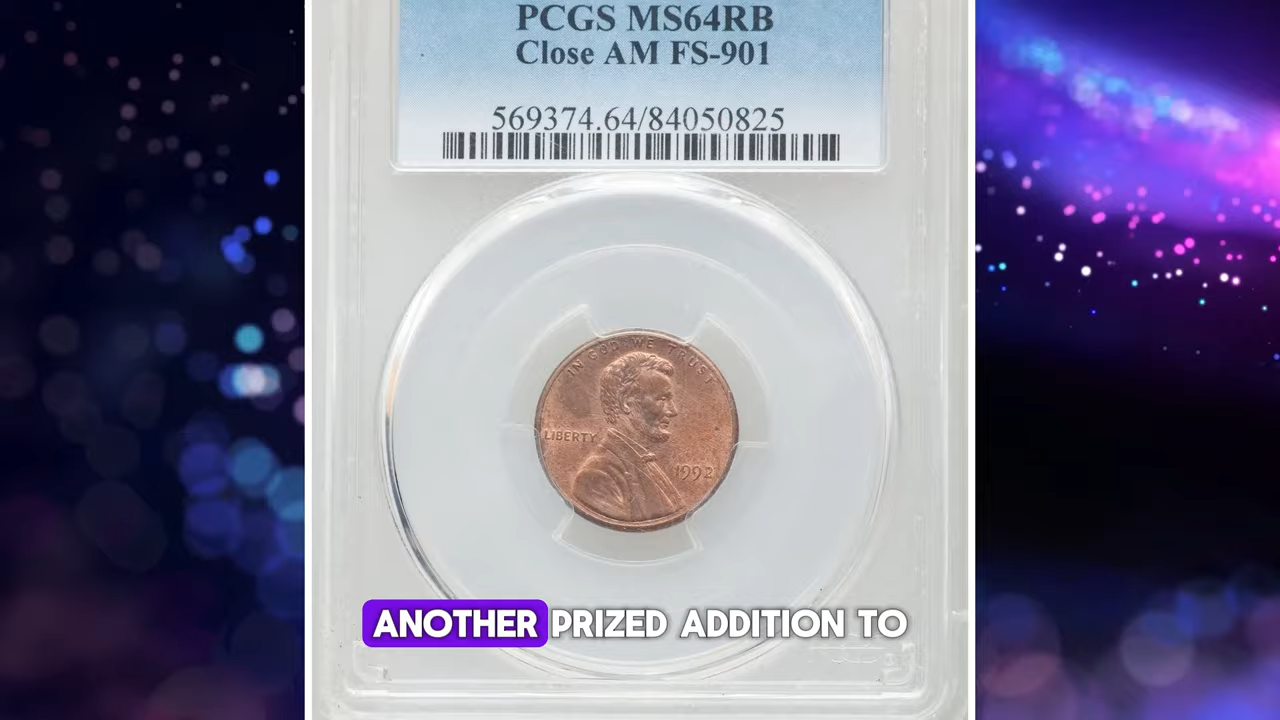 PCGS MS64RB
Close AM FS-901
569374.64/84050825
IN GOD WE TRUST
LIBERTY
1992
ANOTHER PRIZED ADDITION TO